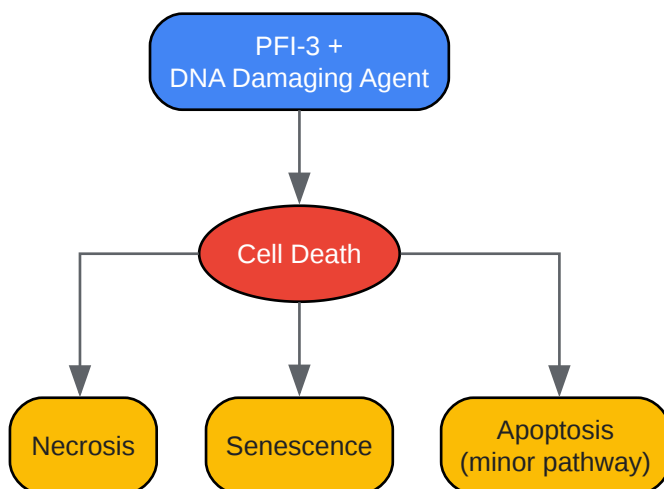 PFI-3 +
DNA Damaging Agent
Cell Death
Necrosis
Senescence
Apoptosis
(minor pathway)